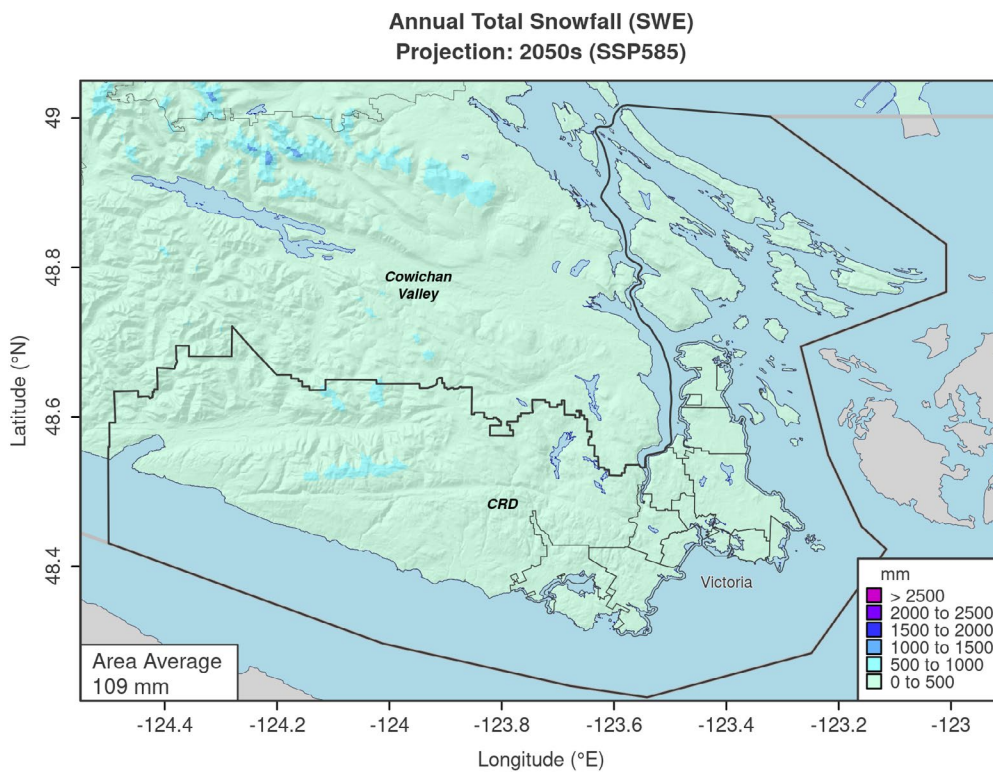 Annual Total Snowfall (SWE)
Projection: 2050s (SSP585)
49
48.8
48.6
48.4
Latitude (°N)
Cowichan
Valley
CRD
Victoria
mm
> 2500
2000 to 2500
1500 to 2000
1000 to 1500
500 to 1000
0 to 500
Area Average
109 mm
-124.4
-124.2
-124
-123.8
-123.6
-123.4
-123.2
-123
Longitude (°E)